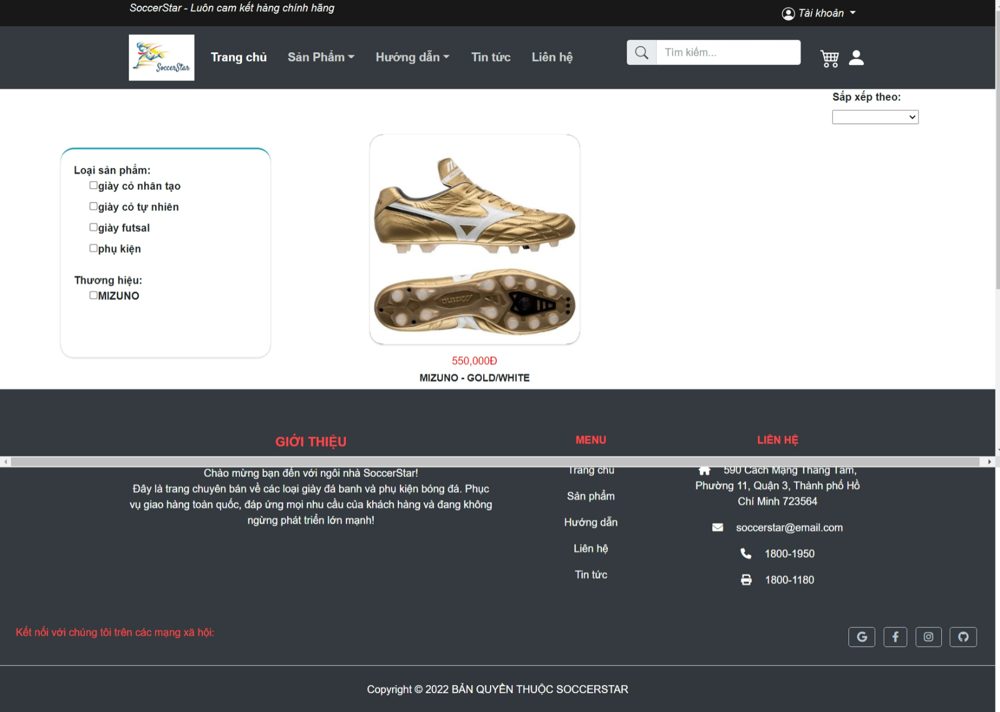 SoccerStar - Luôn cam kết hàng chính hãng
Tài khoản
SoccerStar
Trang chủ
Sản Phẩm
Hướng dẫn
Tin tức
Liên hệ
Tìm kiếm...
Sắp xếp theo:
Loại sản phẩm:
giày cỏ nhân tạo
giày cỏ tự nhiên
giày futsal
phụ kiện
Thương hiệu:
MIZUNO
550,000Đ
MIZUNO - GOLD/WHITE
GIỚI THIỆU
Chào mừng bạn đến với ngôi nhà SoccerStar!
Đây là trang chuyên bán về các loại giày đá banh và phụ kiện bóng đá. Phục
vụ giao hàng toàn quốc, đáp ứng mọi nhu cầu của khách hàng và đang không
ngừng phát triển lớn mạnh!
MENU
Trang chủ
Sản phẩm
Hướng dẫn
Liên hệ
Tin tức
LIÊN HỆ
590 Cách Mạng Tháng Tám,
Phường 11, Quận 3, Thành phố Hồ
Chí Minh 723564
soccerstar@email.com
1800-1950
1800-1180
Kết nối với chúng tôi trên các mạng xã hội:
Copyright © 2022 BẢN QUYỀN THUỘC SOCCERSTAR